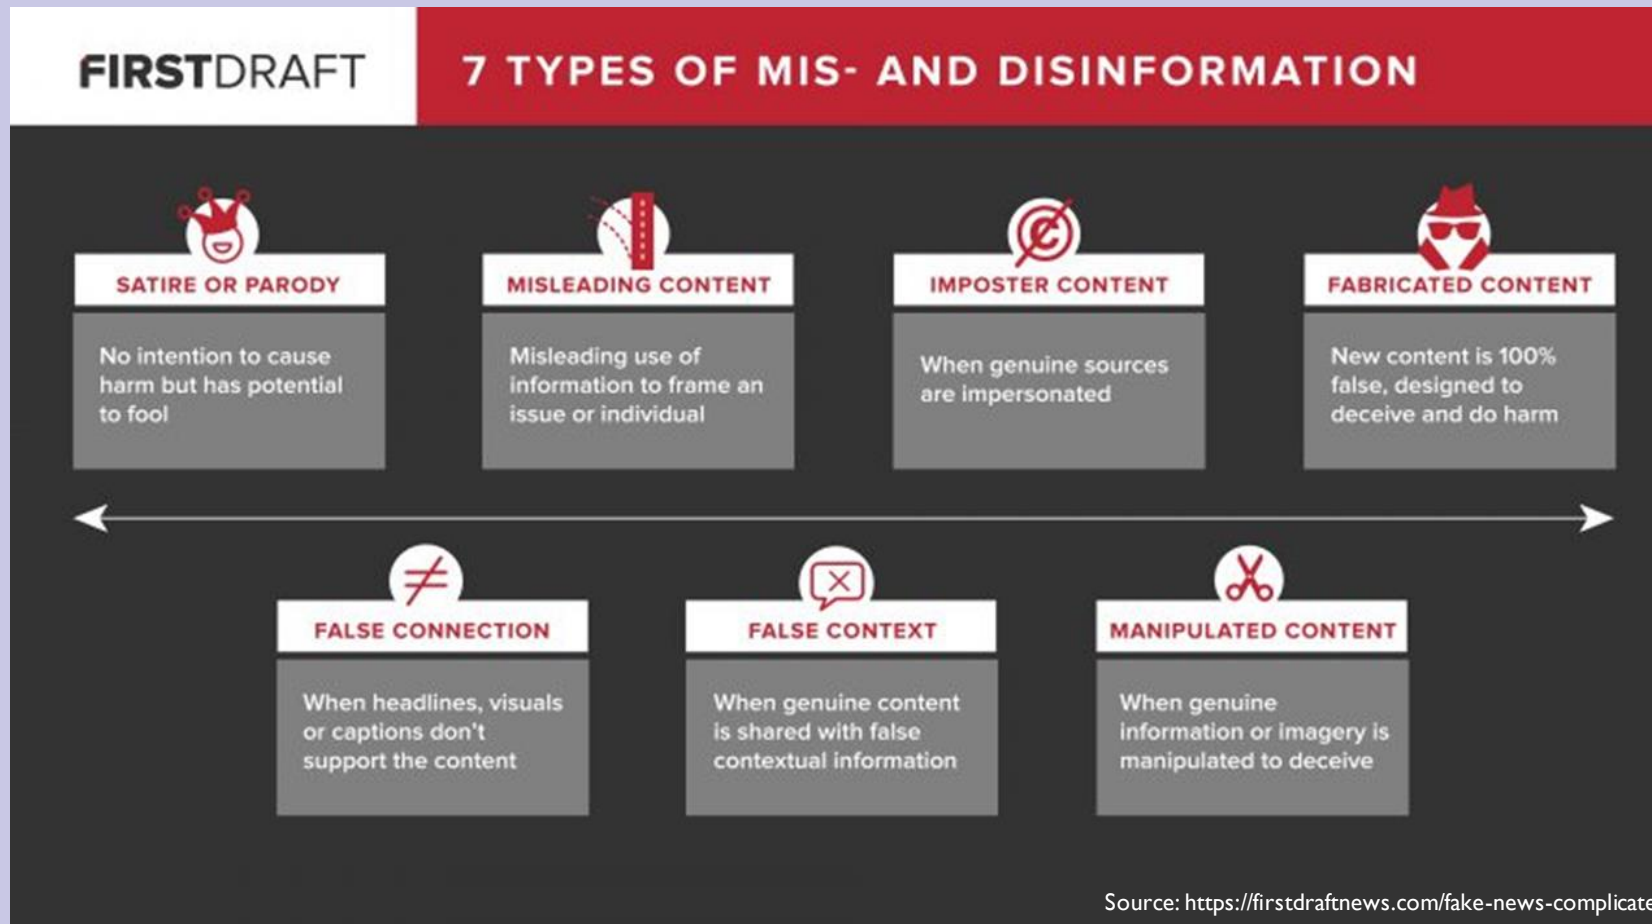 FIRSTDRAFT
7 TYPES OF MIS- AND DISINFORMATION
SATIRE OR PARODY
No intention to cause
harm but has potential
to fool
MISLEADING CONTENT
Misleading use of
information to frame an
issue or individual
IMPOSTER CONTENT
When genuine sources
are impersonated
FABRICATED CONTENT
New content is 100%
false, designed to
deceive and do harm
FALSE CONNECTION
When headlines, visuals
or captions don't
support the content
FALSE CONTEXT
When genuine content
is shared with false
contextual information
MANIPULATED CONTENT
When genuine
information or imagery is
manipulated to deceive
Source: https://firstdraftnews.com/fake-news-complicate